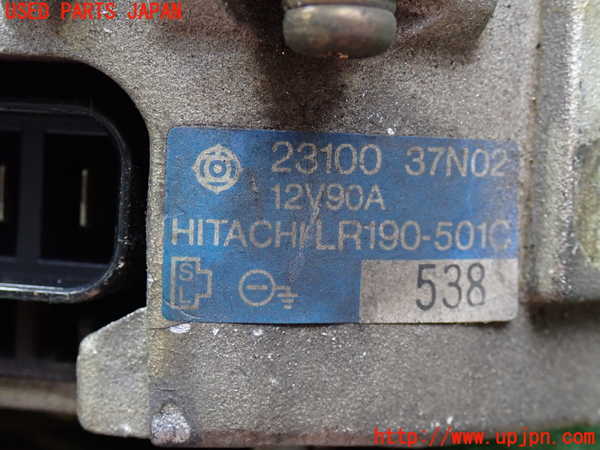 USED PARTS JAPAN
23100 37N02
12V90A
HITACHI LR190-501C
S
L
538
http://www.upjpn.com/